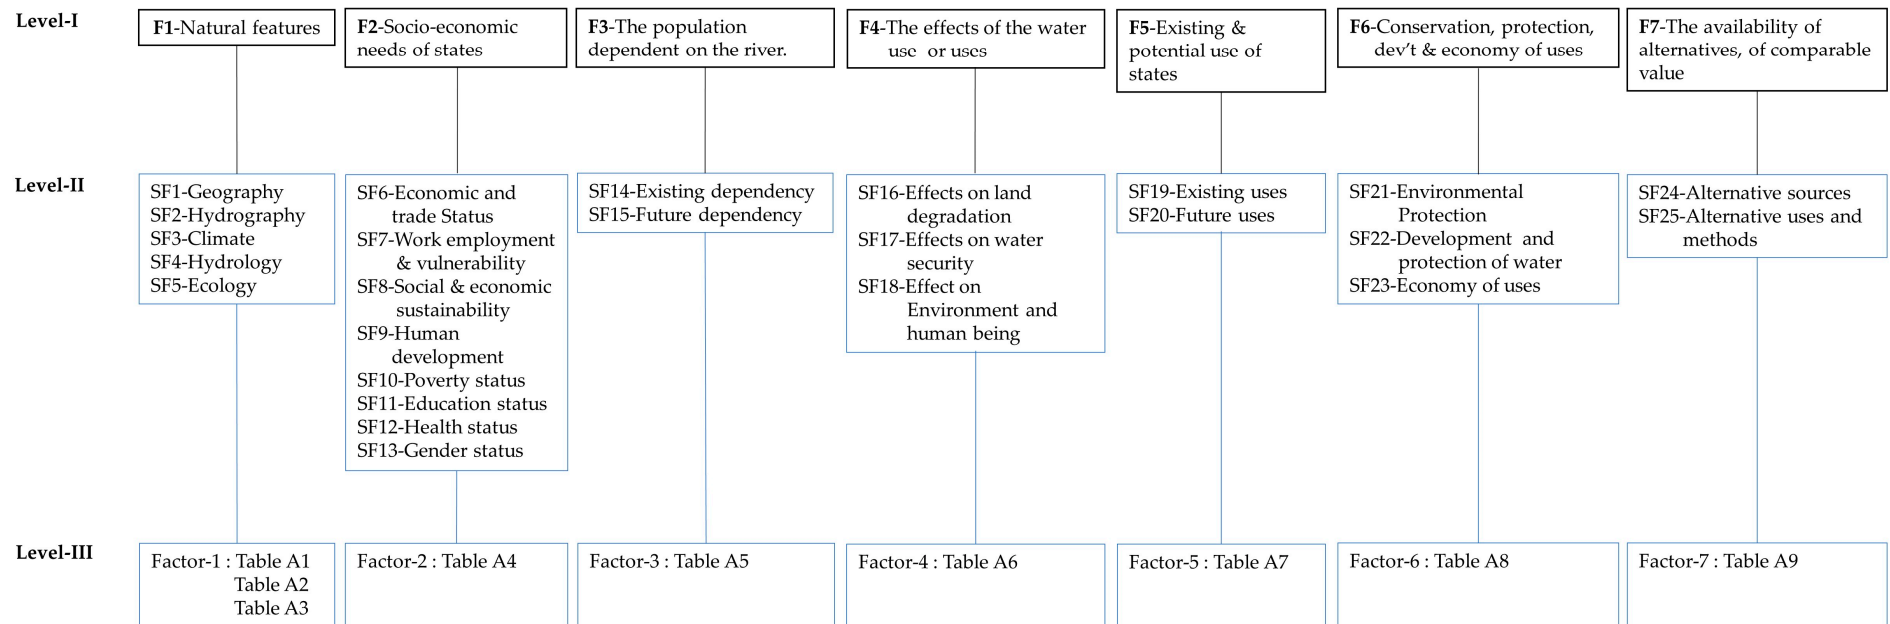 Level-I
F1-Natural features
F2-Socio-economic
needs of states
F3-The population
dependent on the river.
F4-The effects of the water
use or uses
F5-Existing &
potential use of
states
F6-Conservation, protection,
dev't & economy of uses
F7-The availability of
alternatives, of comparable
value
Level-II
SF1-Geography
SF2-Hydrography
SF3-Climate
SF4-Hydrology
SF5-Ecology
SF6-Economic and
trade Status
SF7-Work employment
& vulnerability
SF8-Social & economic
sustainability
SF9-Human
development
SF10-Poverty status
SF11-Education status
SF12-Health status
SF13-Gender status
SF14-Existing dependency
SF15-Future dependency
SF16-Effects on land
degradation
SF17-Effects on water
security
SF18-Effect on
Environment and
human being
SF19-Existing uses
SF20-Future uses
SF21-Environmental
Protection
SF22-Development and
protection of water
SF23-Economy of uses
SF24-Alternative sources
SF25-Alternative uses and
methods
Level-III
Factor-1 : Table A1
Table A2
Table A3
Factor-2 : Table A4
Factor-3 : Table A5
Factor-4 : Table A6
Factor-5 : Table A7
Factor-6 : Table A8
Factor-7 : Table A9